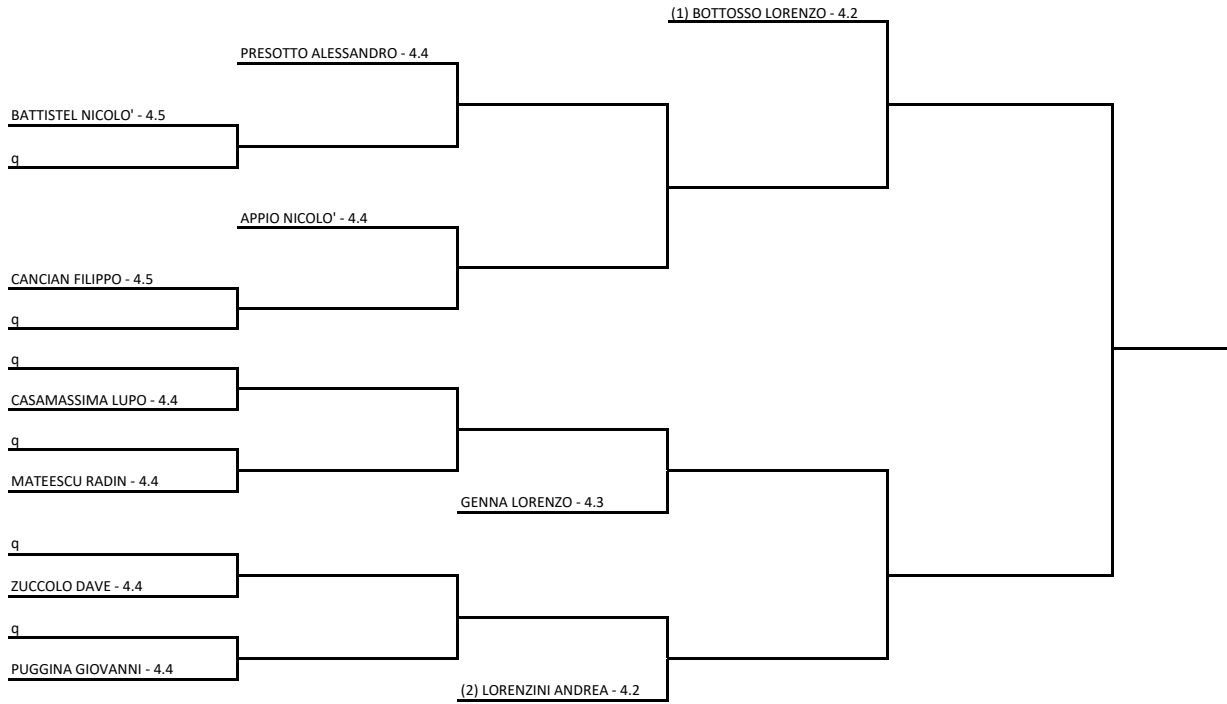 (1) BOTTOSSO LORENZO - 4.2
PRESOTTO ALESSANDRO - 4.4
BATTISTEL NICOLO' - 4.5
q
APPIO NICOLO' - 4.4
CANCIAN FILIPPO - 4.5
q
q
CASAMASSIMA LUPO - 4.4
q
MATEESCU RADIN - 4.4
GENNA LORENZO - 4.3
q
ZUCCOLO DAVE - 4.4
q
PUGGINA GIOVANNI - 4.4
(2) LORENZINI ANDREA - 4.2